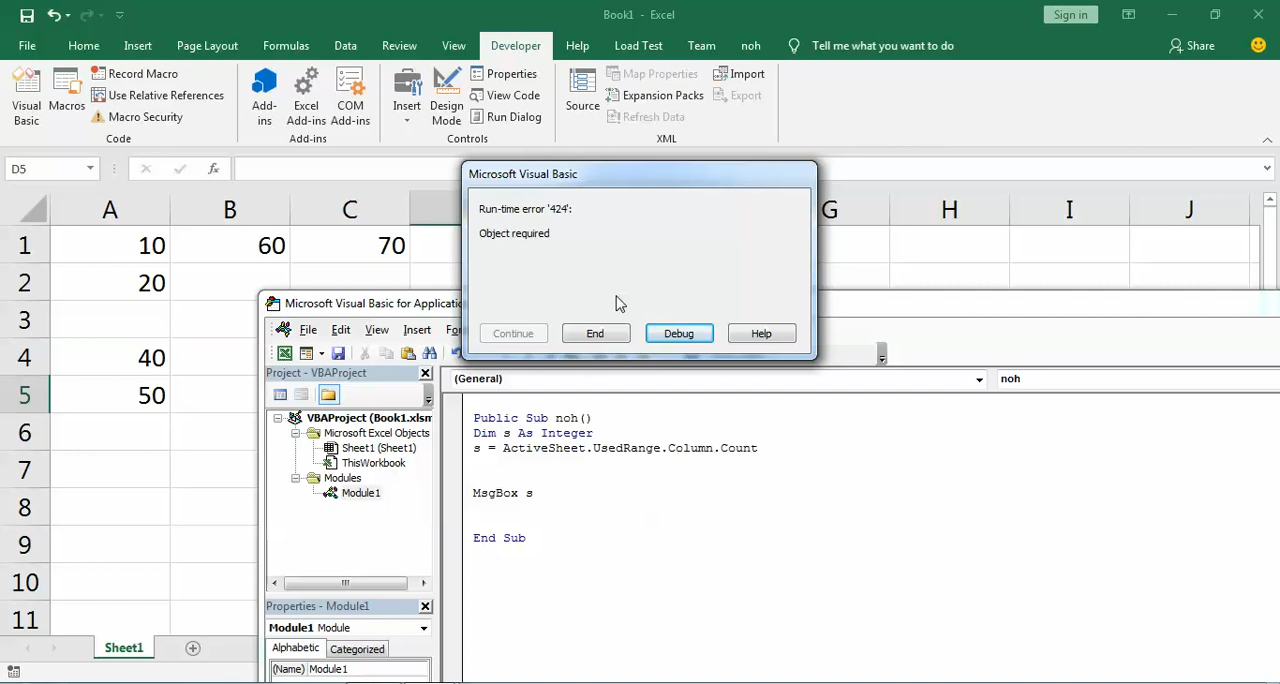 Book1 - Excel
Sign in
File Home Insert Page Layout Formulas Data Review View Developer Help Load Test Team noh Tell me what you want to do Share
Visual Basic
Macros
Record Macro
Use Relative References
Macro Security
Code
Add-ins
Excel Add-ins
COM Add-ins
Add-ins
Insert
Design Mode
Properties
View Code
Run Dialog
Controls
Source
Map Properties
Expansion Packs
Refresh Data
Import
Export
XML
D5
fx
A B C G H I J
1 10 60 70
2 20
3
4 40
5 50
6
7
8
9
10
11
Sheet1
Microsoft Visual Basic
Run-time error '424':
Object required
Continue End Debug Help
Microsoft Visual Basic for Applicatio
File Edit View Insert Fo
Project - VBAProject
VBAProject (Book1.xlsm
Microsoft Excel Objects
Sheet1 (Sheet1)
ThisWorkbook
Modules
Module1
Properties - Module1
Module1 Module
Alphabetic Categorized
(Name) Module1
(General) noh
Public Sub noh()
Dim s As Integer
s = ActiveSheet.UsedRange.Column.Count
MsgBox s
End Sub